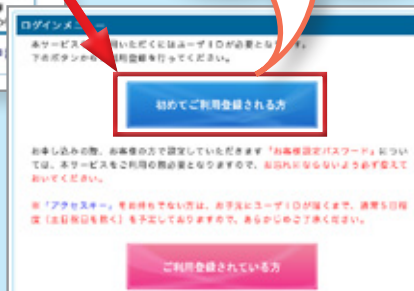 ログインメニュー
本サービスご利用いただくにはユーザIDが必要となります。
下のボタンからご利用登録を行ってください。
初めてご利用登録される方
お申し込みの際、お客様の方で設定していただきます「お客様設定パスワード」につい
ては、本サービスをご利用の際必要となりますので、お忘れにならないよう必ず控えて
おいてください。
※「アクセスキー」をお持ちでない方は、お手元にユーザIDが届くまで、通常5日程
度（土日祝日を除く）を予定しておりますので、あらかじめご了承ください。
ご利用登録されている方